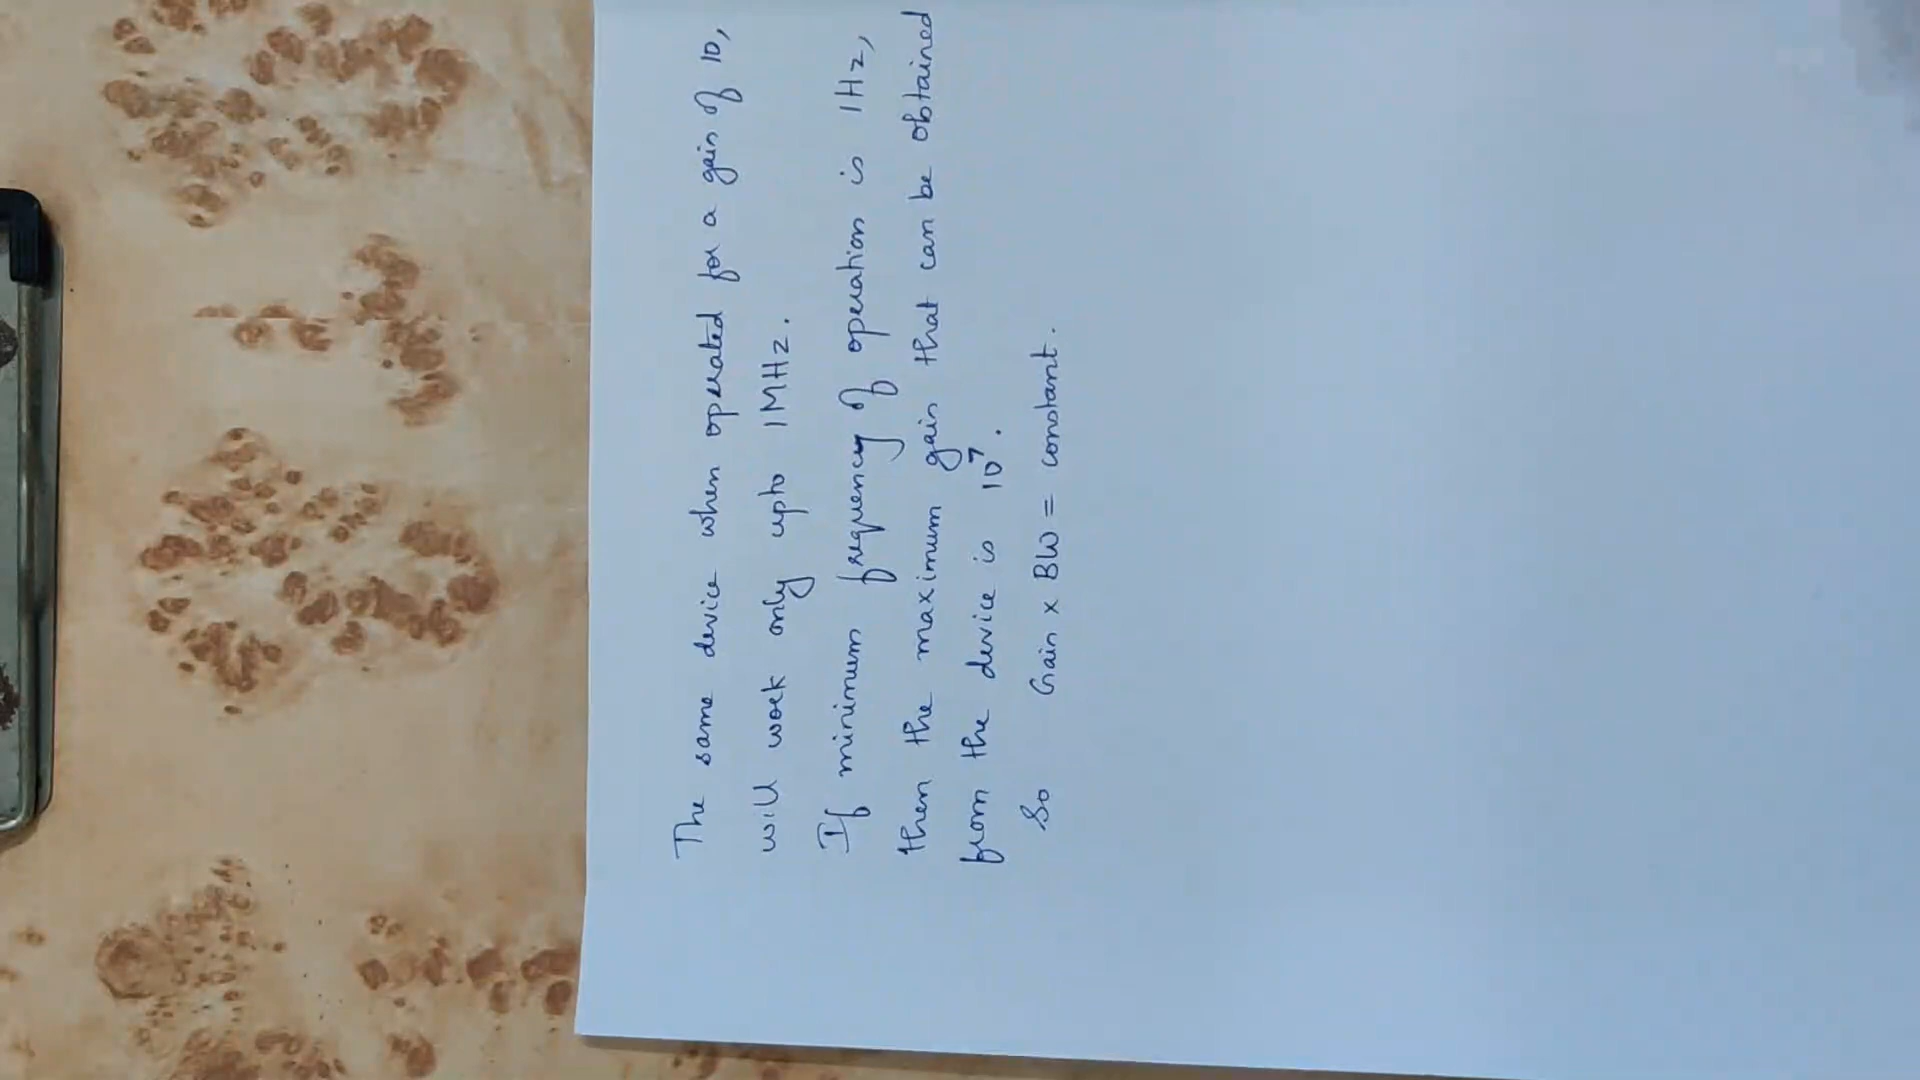 The same device when operated for a gain of 10,
will work only upto 1MHz.
If minimum frequency of operation is 1Hz,
then the maximum gain that can be obtained
from the device is 10⁷.
So Gain x BW = constant.